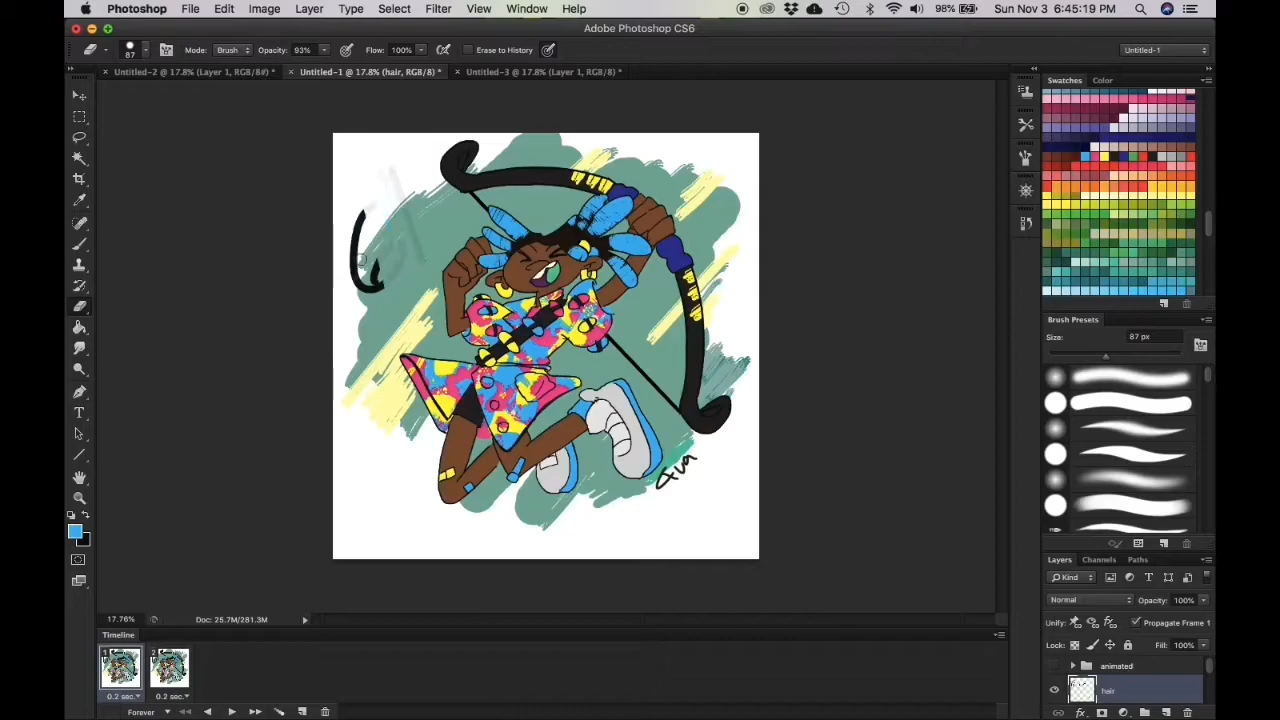 Photoshop File Edit Image Layer Type Select Filter View Window Help 98% Sun Nov 3 6:45:19 PM
Adobe Photoshop CS6
87 Mode: Brush Opacity: 93% Flow: 100% Erase to History Untitled-1
Untitled-2 @ 17.8% (Layer 1, RGB/8#) * Untitled-1 @ 17.8% (hair, RGB/8) * Untitled-3 @ 17.8% (Layer 1, RGB/8) *
Swatches Color
Brush Presets
Size: 87 px
Layers Channels Paths
Kind
Normal Opacity: 100%
Unify: Propagate Frame 1
Lock: Fill: 100%
animated
hair
17.76% Doc: 25.7M/281.3M
Timeline
1 2
0.2 sec. 0.2 sec.
Forever